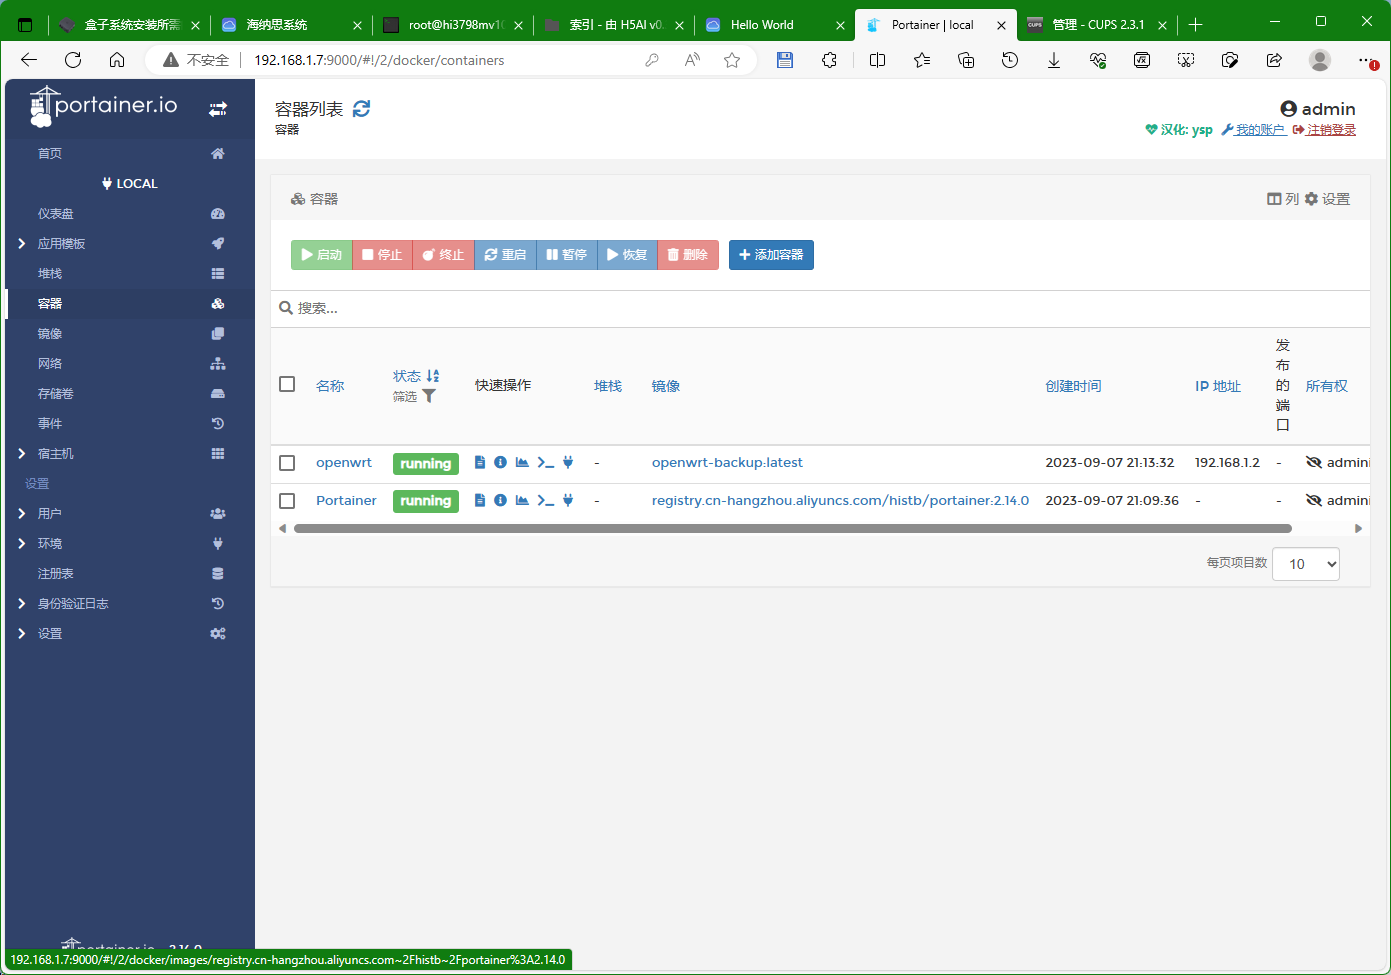 盒子系统安装所需
海纳思系统
root@hi3798mv10
索引 - 由 H5AI v0.
Hello World
Portainer | local
管理 - CUPS 2.3.1
不安全
192.168.1.7:9000/#!/2/docker/containers
portainer.io
首页
LOCAL
仪表盘
应用模板
堆栈
容器
镜像
网络
存储卷
事件
宿主机
设置
用户
环境
注册表
身份验证日志
设置
容器列表
容器
admin
汉化: ysp 我的账户 注销登录
容器
列 设置
启动 停止 终止 重启 暂停 恢复 删除 添加容器
搜索...
名称 状态 筛选 快速操作 堆栈 镜像 创建时间 IP 地址 发布的端口 所有权
openwrt running - openwrt-backup:latest 2023-09-07 21:13:32 192.168.1.2 - admini
Portainer running - registry.cn-hangzhou.aliyuncs.com/histb/portainer:2.14.0 2023-09-07 21:09:36 - - admini
每页项目数 10
portainer.io 2.14.0
192.168.1.7:9000/#!/2/docker/images/registry.cn-hangzhou.aliyuncs.com~2Fhistb~2Fportainer%3A2.14.0